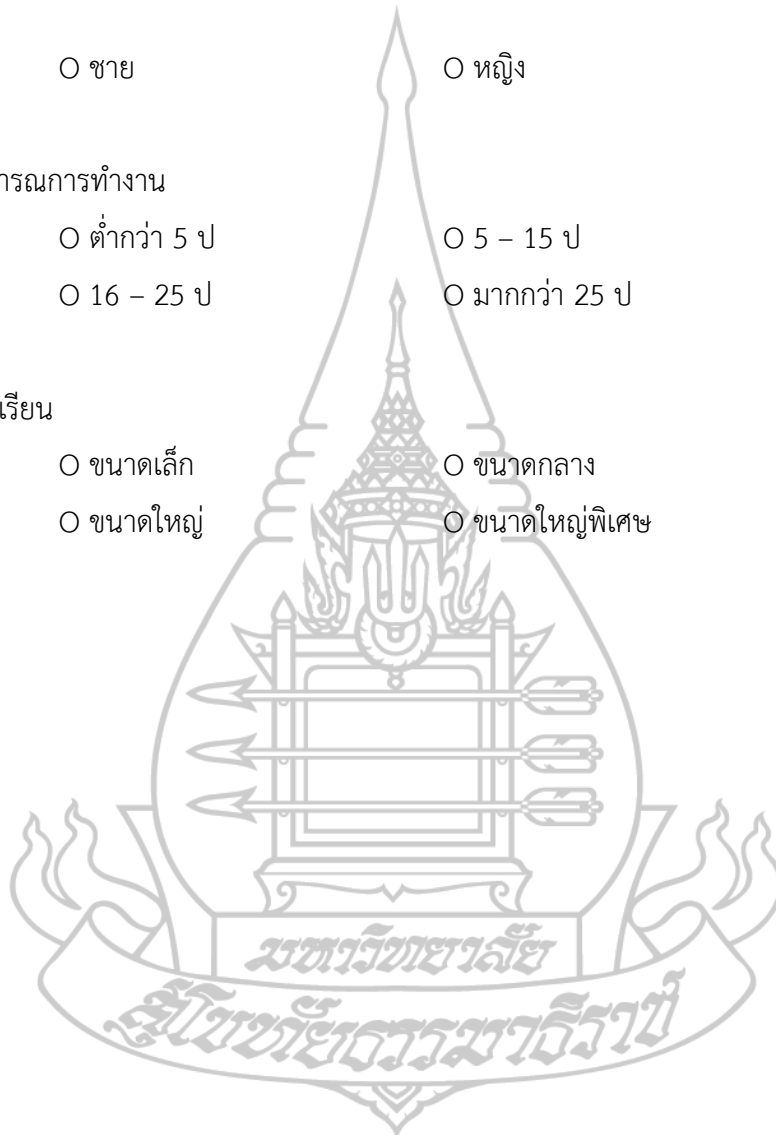 O ชาย O หญิง
ารณการทำงาน
O ต่ำกว่า 5 ป O 5 – 15 ป
O 16 – 25 ป O มากกว่า 25 ป
เรียน
O ขนาดเล็ก O ขนาดกลาง
O ขนาดใหญ่ O ขนาดใหญ่พิเศษ
มหาวิทยาลัย
สุโขทัยธรรมาธิราช